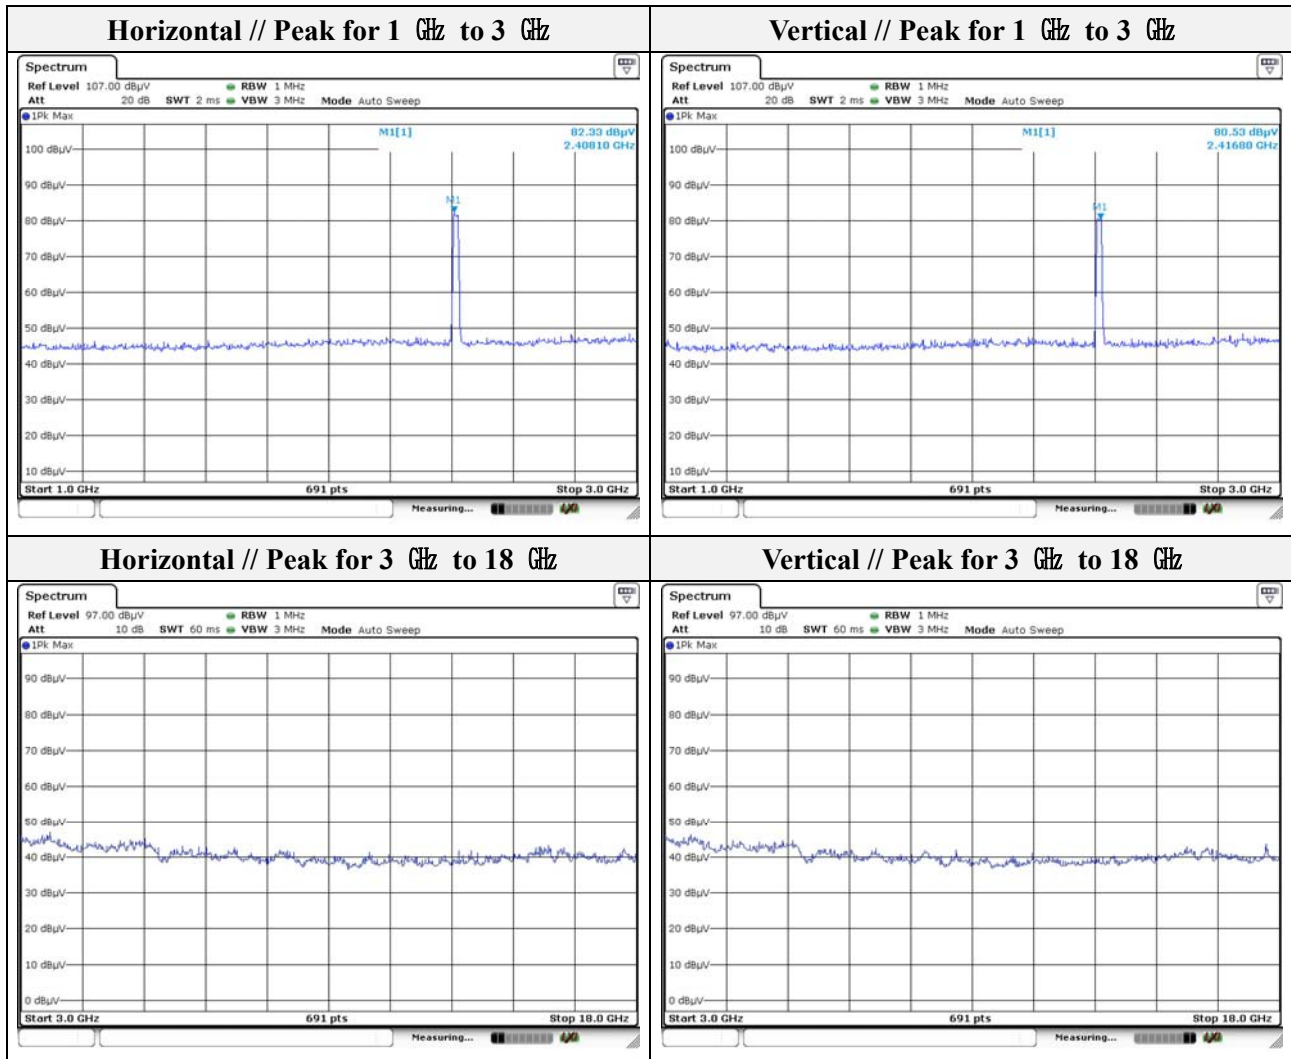 Horizontal // Peak for 1 ㎓ to 3 ㎓
Spectrum
Ref Level 107.00 dBµV RBW 1 MHz
Att 20 dB SWT 2 ms VBW 3 MHz Mode Auto Sweep
1Pk Max
M1[1] 82.33 dBµV
2.40810 GHz
100 dBµV
90 dBµV
M1
80 dBµV
70 dBµV
60 dBµV
50 dBµV
40 dBµV
30 dBµV
20 dBµV
10 dBµV
Start 1.0 GHz 691 pts Stop 3.0 GHz
Measuring...
Vertical // Peak for 1 ㎓ to 3 ㎓
Spectrum
Ref Level 107.00 dBµV RBW 1 MHz
Att 20 dB SWT 2 ms VBW 3 MHz Mode Auto Sweep
1Pk Max
M1[1] 80.53 dBµV
2.41680 GHz
100 dBµV
90 dBµV
M1
80 dBµV
70 dBµV
60 dBµV
50 dBµV
40 dBµV
30 dBµV
20 dBµV
10 dBµV
Start 1.0 GHz 691 pts Stop 3.0 GHz
Measuring...
Horizontal // Peak for 3 ㎓ to 18 ㎓
Spectrum
Ref Level 97.00 dBµV RBW 1 MHz
Att 10 dB SWT 60 ms VBW 3 MHz Mode Auto Sweep
1Pk Max
90 dBµV
80 dBµV
70 dBµV
60 dBµV
50 dBµV
40 dBµV
30 dBµV
20 dBµV
10 dBµV
0 dBµV
Start 3.0 GHz 691 pts Stop 18.0 GHz
Measuring...
Vertical // Peak for 3 ㎓ to 18 ㎓
Spectrum
Ref Level 97.00 dBµV RBW 1 MHz
Att 10 dB SWT 60 ms VBW 3 MHz Mode Auto Sweep
1Pk Max
90 dBµV
80 dBµV
70 dBµV
60 dBµV
50 dBµV
40 dBµV
30 dBµV
20 dBµV
10 dBµV
0 dBµV
Start 3.0 GHz 691 pts Stop 18.0 GHz
Measuring...